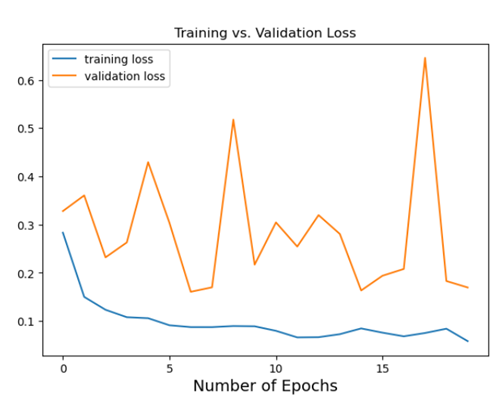 Training vs. Validation Loss
training loss
validation loss
0.6
0.5
0.4
0.3
0.2
0.1
0 5 10 15
Number of Epochs